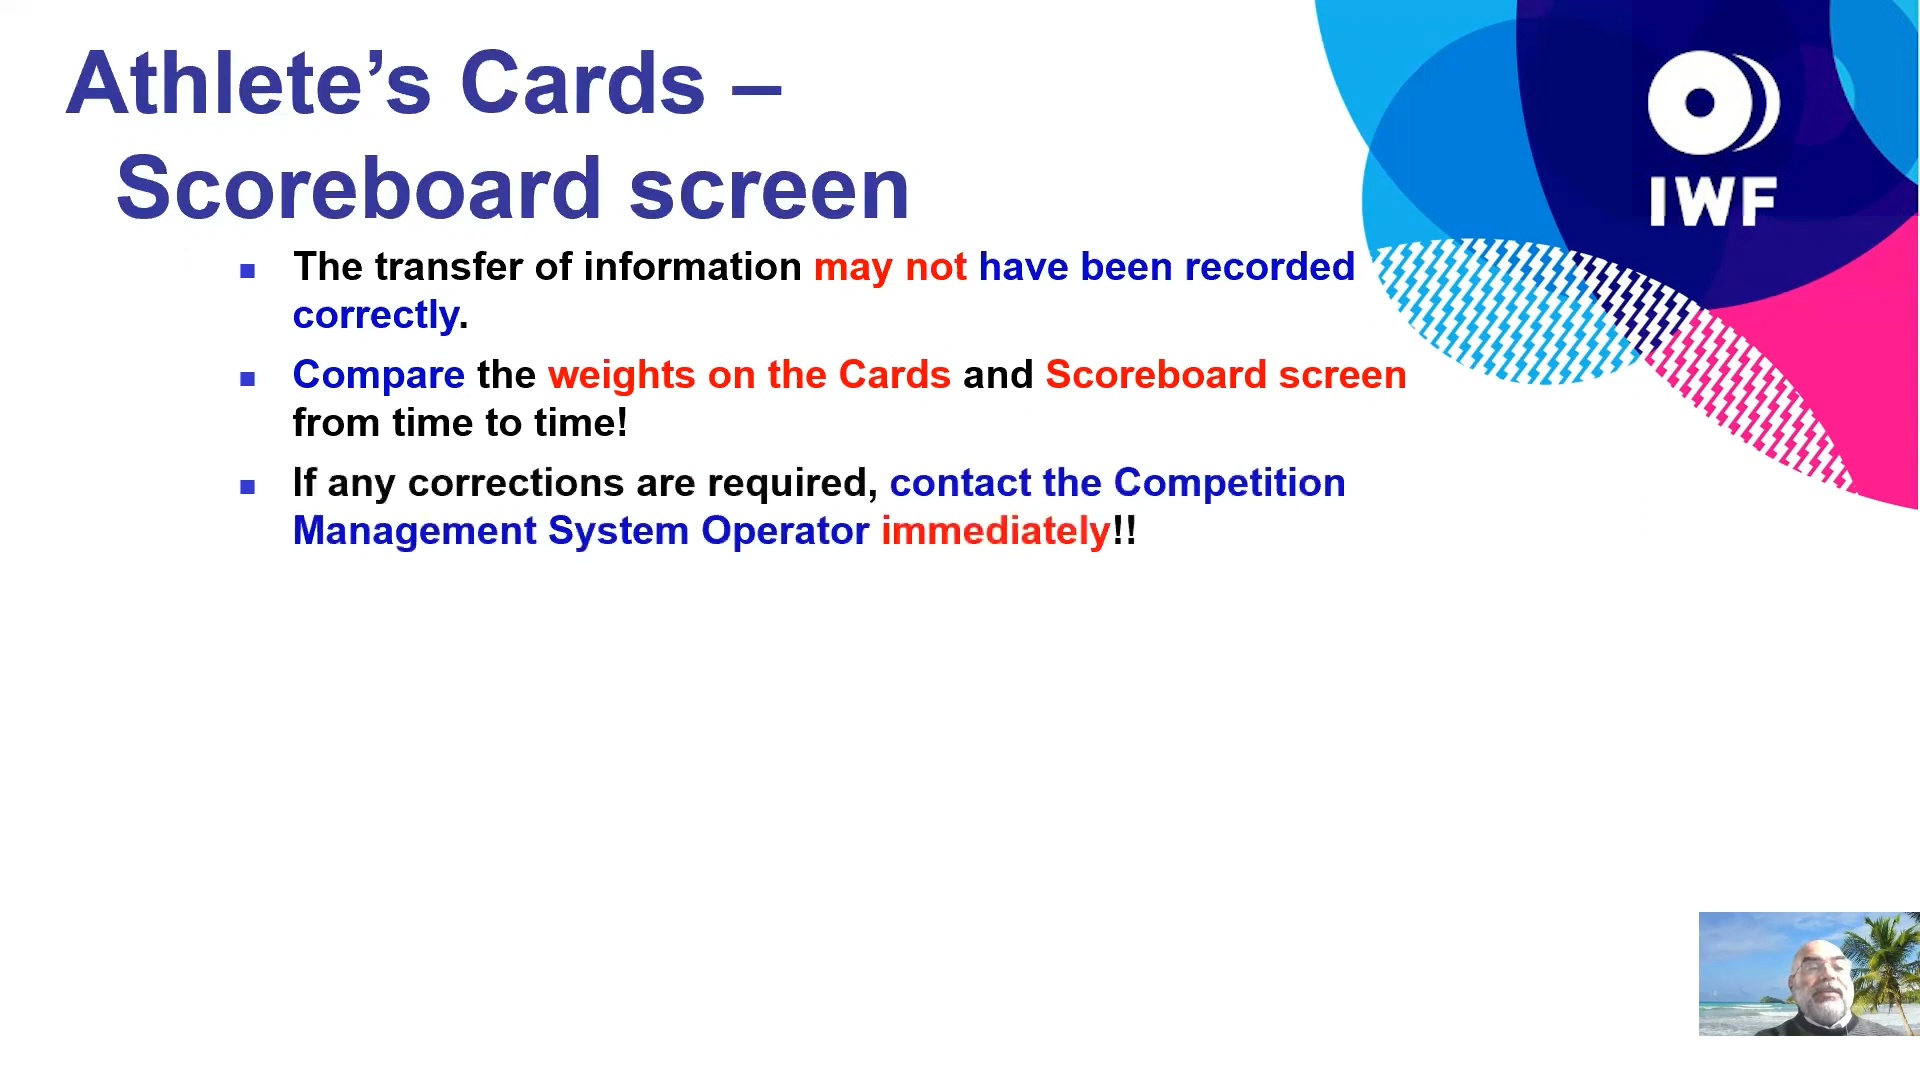 Athlete’s Cards –
Scoreboard screen
IWF
The transfer of information may not have been recorded
correctly.
Compare the weights on the Cards and Scoreboard screen
from time to time!
If any corrections are required, contact the Competition
Management System Operator immediately!!